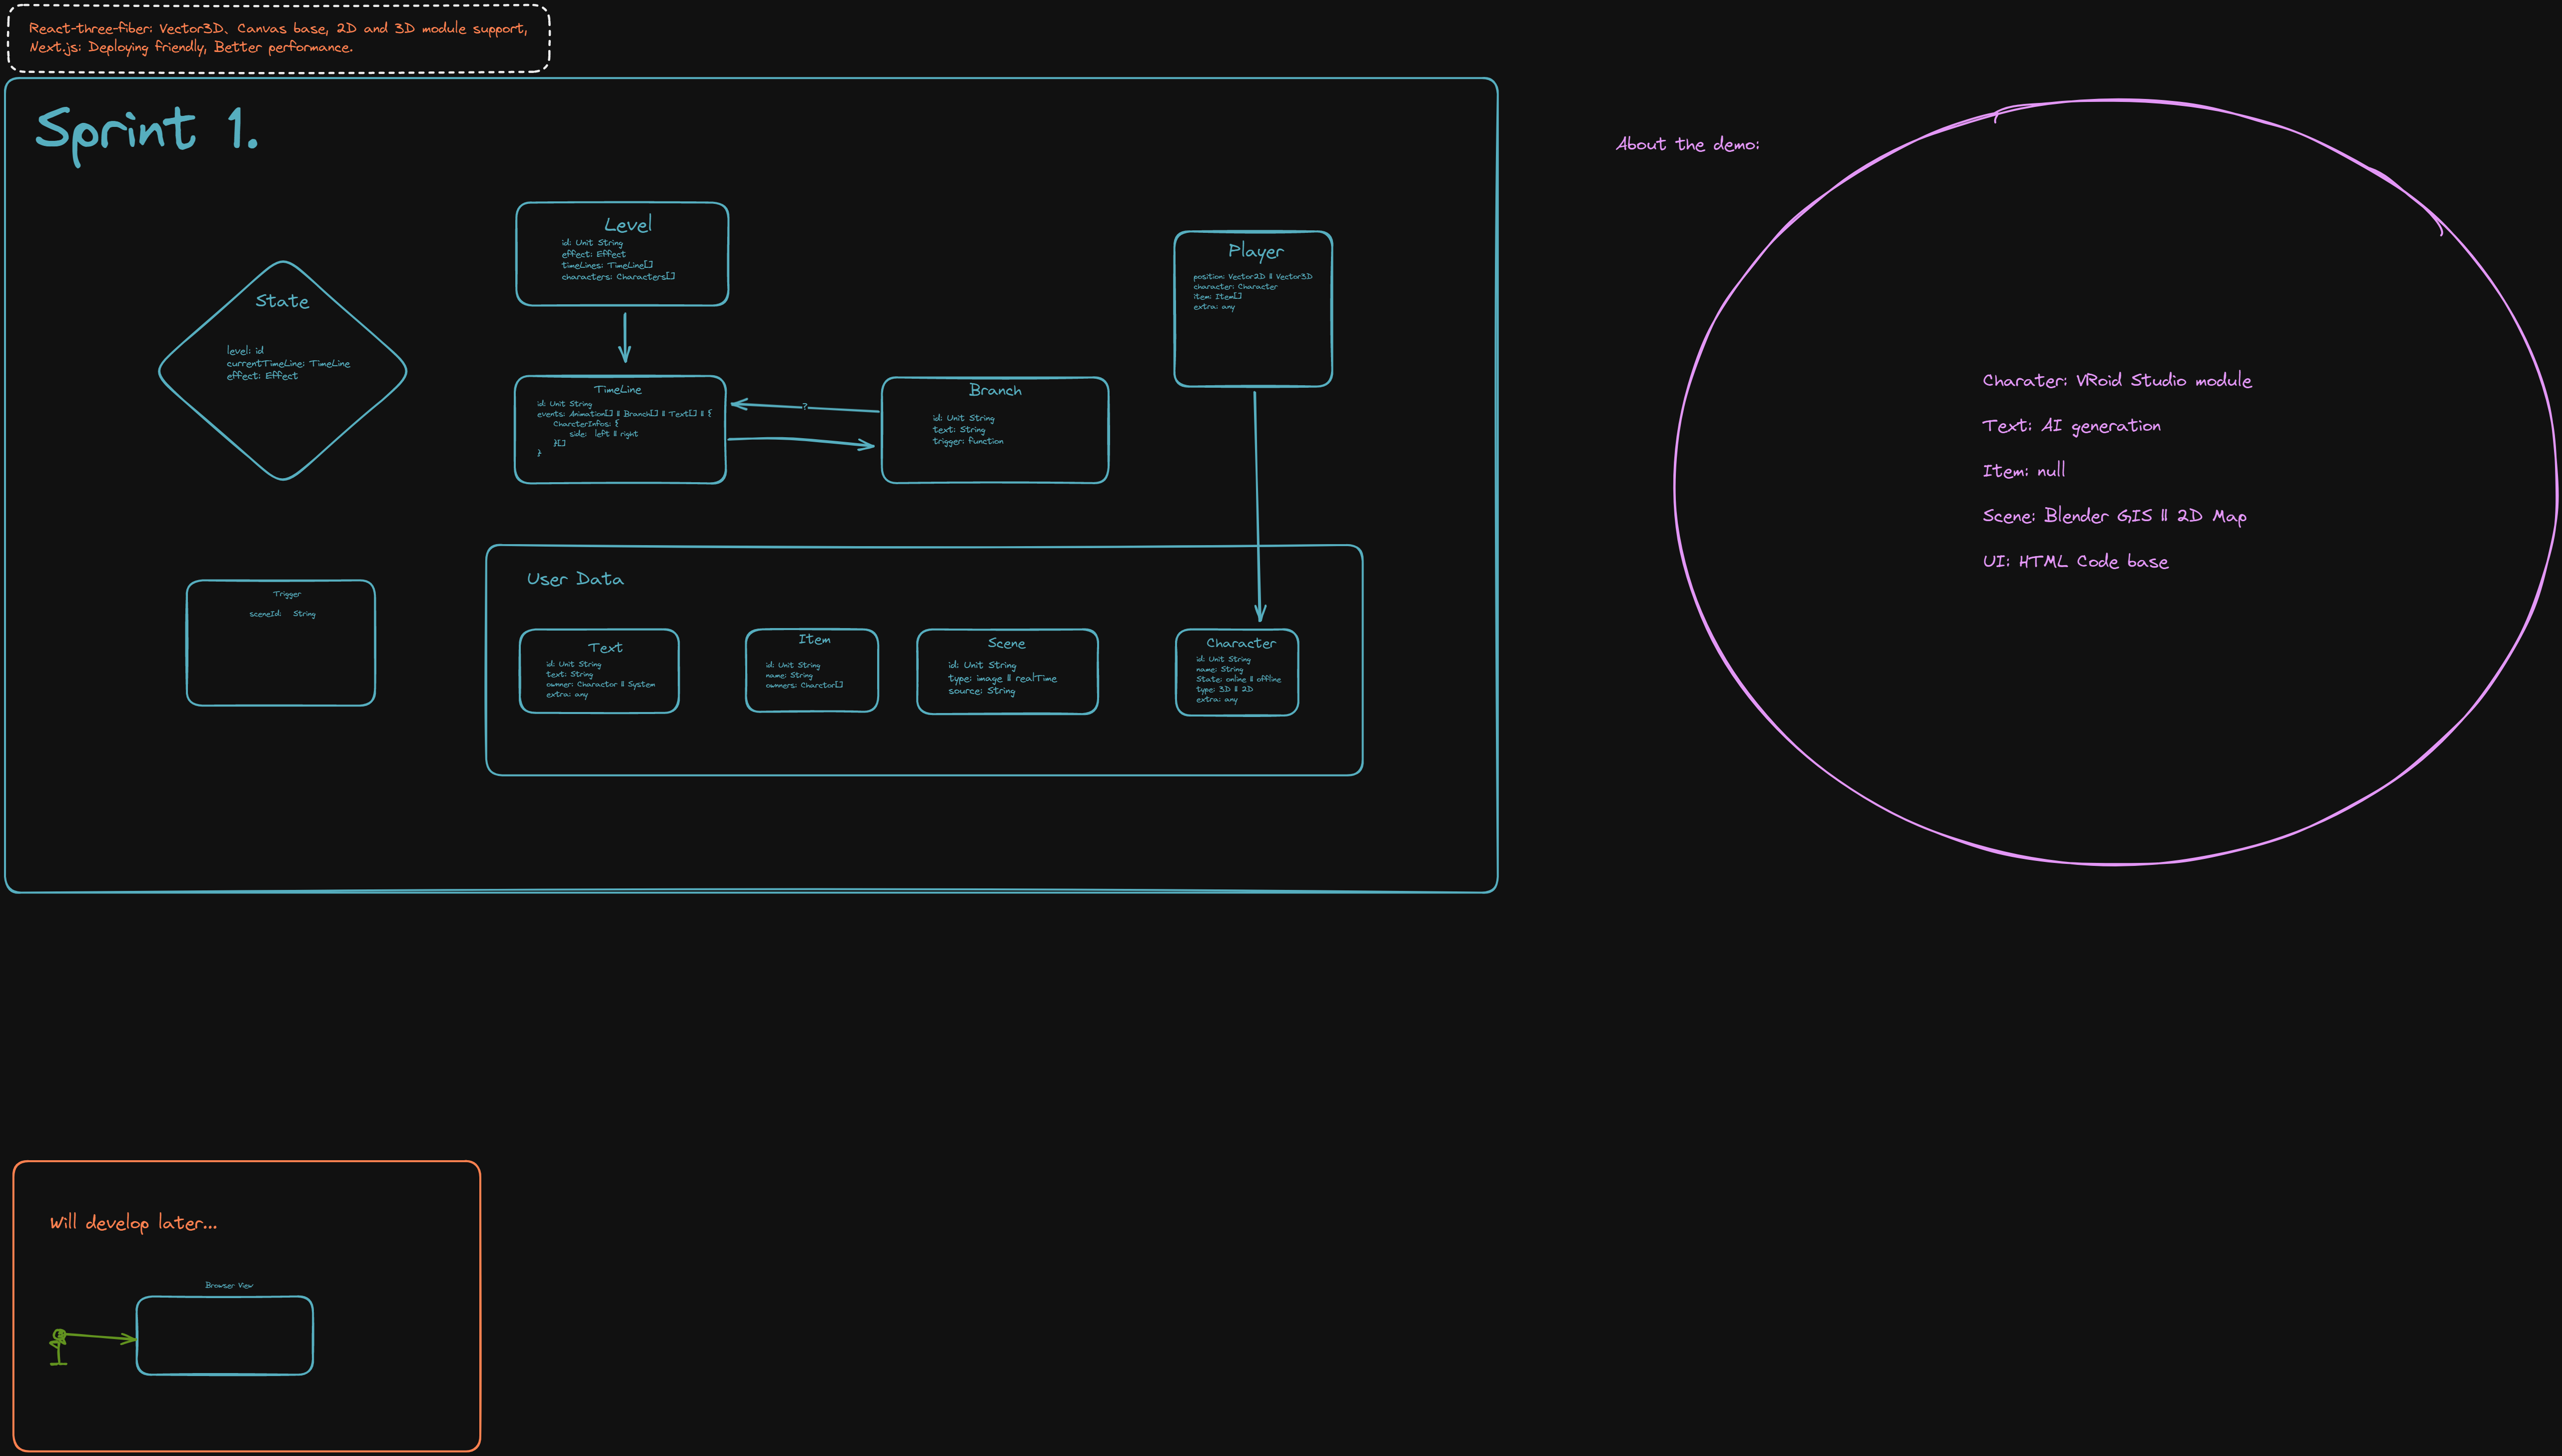 React-three-fiber: Vector3D、Canvas base, 2D and 3D module support,
Next.js: Deploying friendly, Better performance.
Sprint 1.
About the demo:
Level
id: Unit String
effect: Effect
timeLines: TimeLine[]
characters: Characters[]
Player
position: Vector2D || Vector3D
character: Character
item: Item[]
extra: any
State
level: id
currentTimeLine: TimeLine
effect: Effect
TimeLine
id: Unit String
events: Animation[] || Branch[] || Text[] || {
CharcterInfos: {
side: left || right
}[]
}
?
Branch
id: Unit String
text: String
trigger: function
Charater: VRoid Studio module
Text: AI generation
Item: null
Scene: Blender GIS || 2D Map
UI: HTML Code base
Trigger
sceneId: String
User Data
Text
id: Unit String
text: String
owner: Charactor || System
extra: any
Item
id: Unit String
name: String
owners: Charctor[]
Scene
id: Unit String
type: image || realTime
source: String
Character
id: Unit String
name: String
State: online || offline
type: 3D || 2D
extra: any
Will develop later...
Browser View